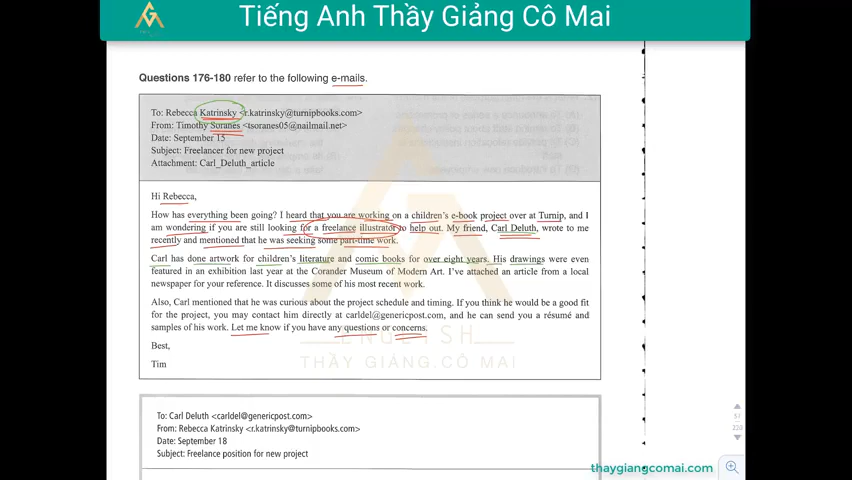 Tiếng Anh Thầy Giảng Cô Mai
Questions 176-180 refer to the following e-mails.
To: Rebecca Katrinsky <r.katrinsky@turnipbooks.com>
From: Timothy Soranes <tsoranes05@nailmail.net>
Date: September 15
Subject: Freelancer for new project
Attachment: Carl_Deluth_article
Hi Rebecca,
How has everything been going? I heard that you are working on a children's e-book project over at Turnip, and I
am wondering if you are still looking for a freelance illustrator to help out. My friend, Carl Deluth, wrote to me
recently and mentioned that he was seeking some part-time work.
Carl has done artwork for children's literature and comic books for over eight years. His drawings were even
featured in an exhibition last year at the Corander Museum of Modern Art. I've attached an article from a local
newspaper for your reference. It discusses some of his most recent work.
Also, Carl mentioned that he was curious about the project schedule and timing. If you think he would be a good fit
for the project, you may contact him directly at carldel@genericpost.com, and he can send you a résumé and
samples of his work. Let me know if you have any questions or concerns.
Best,
ENGLISH
Tim
THẦY GIẢNG.CÔ MAI
To: Carl Deluth <carldel@genericpost.com>
From: Rebecca Katrinsky <r.katrinsky@turnipbooks.com>
Date: September 18
Subject: Freelance position for new project
57
220
thaygiangcomai.com